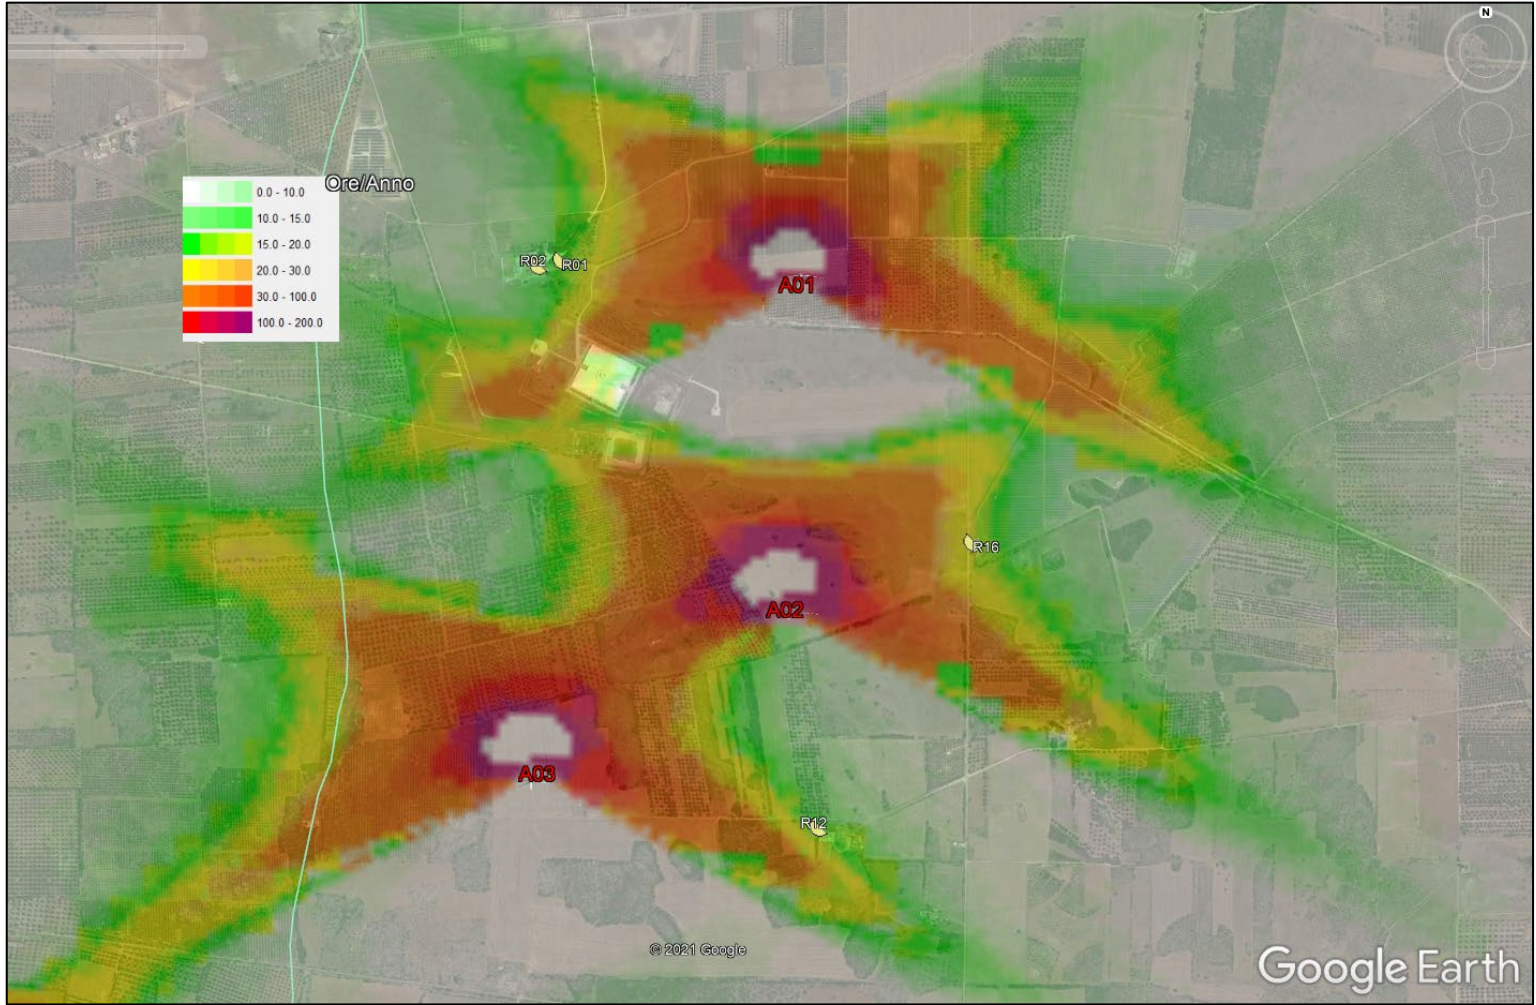 N
Ore/Anno
0.0 - 10.0
10.0 - 15.0
15.0 - 20.0
20.0 - 30.0
30.0 - 100.0
100.0 - 200.0
R02
R01
A01
R16
A02
A03
R12
© 2021 Google
Google Earth